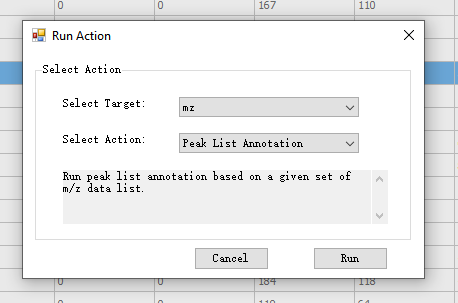 0 0 167 110
Run Action
Select Action
Select Target: mz
Select Action: Peak List Annotation
Run peak list annotation based on a given set of
m/z data list.
Cancel Run
0 0 184 118